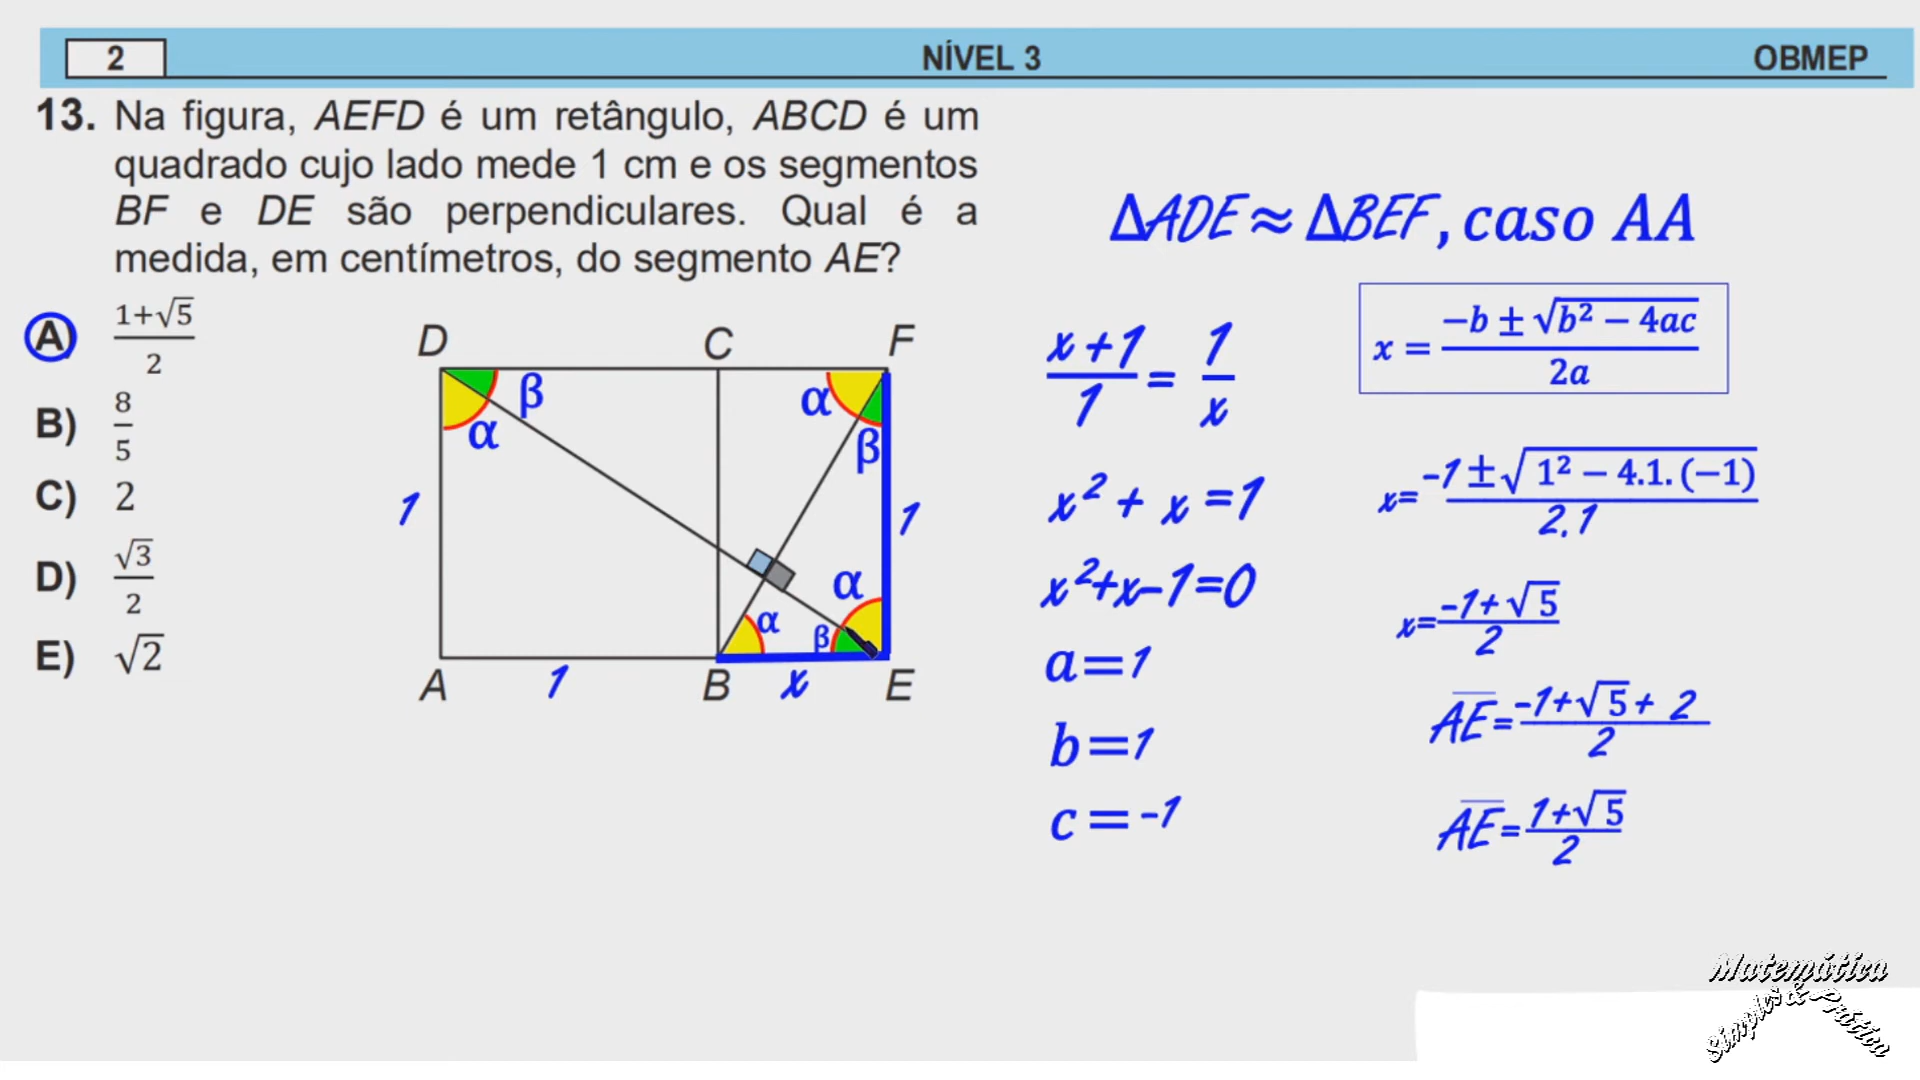 2 NÍVEL 3 OBMEP
13. Na figura, AEFD é um retângulo, ABCD é um
quadrado cujo lado mede 1 cm e os segmentos
BF e DE são perpendiculares. Qual é a
medida, em centímetros, do segmento AE?
A) (1+√5)/2
B) 8/5
C) 2
D) √3/2
E) √2
D C F
β α
α β
1 1
α
α β
A B E
1 x
ΔADE≈ΔBEF, caso AA
(x+1)/1 = 1/x
x² + x = 1
x²+x-1=0
a=1
b=1
c=-1
x = (−b ± √(b² − 4ac))/2a
x= (-1 ± √(1² − 4.1.(−1)))/2.1
x= (-1+√5)/2
A̅E̅= (-1+√5+2)/2
A̅E̅= (1+√5)/2
Matemática
Simples & Prática